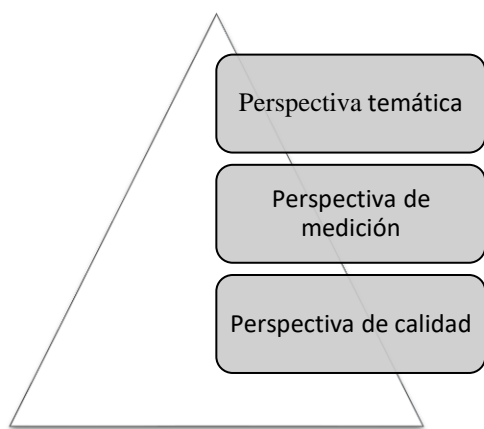 Perspectiva temática
Perspectiva de
medición
Perspectiva de calidad